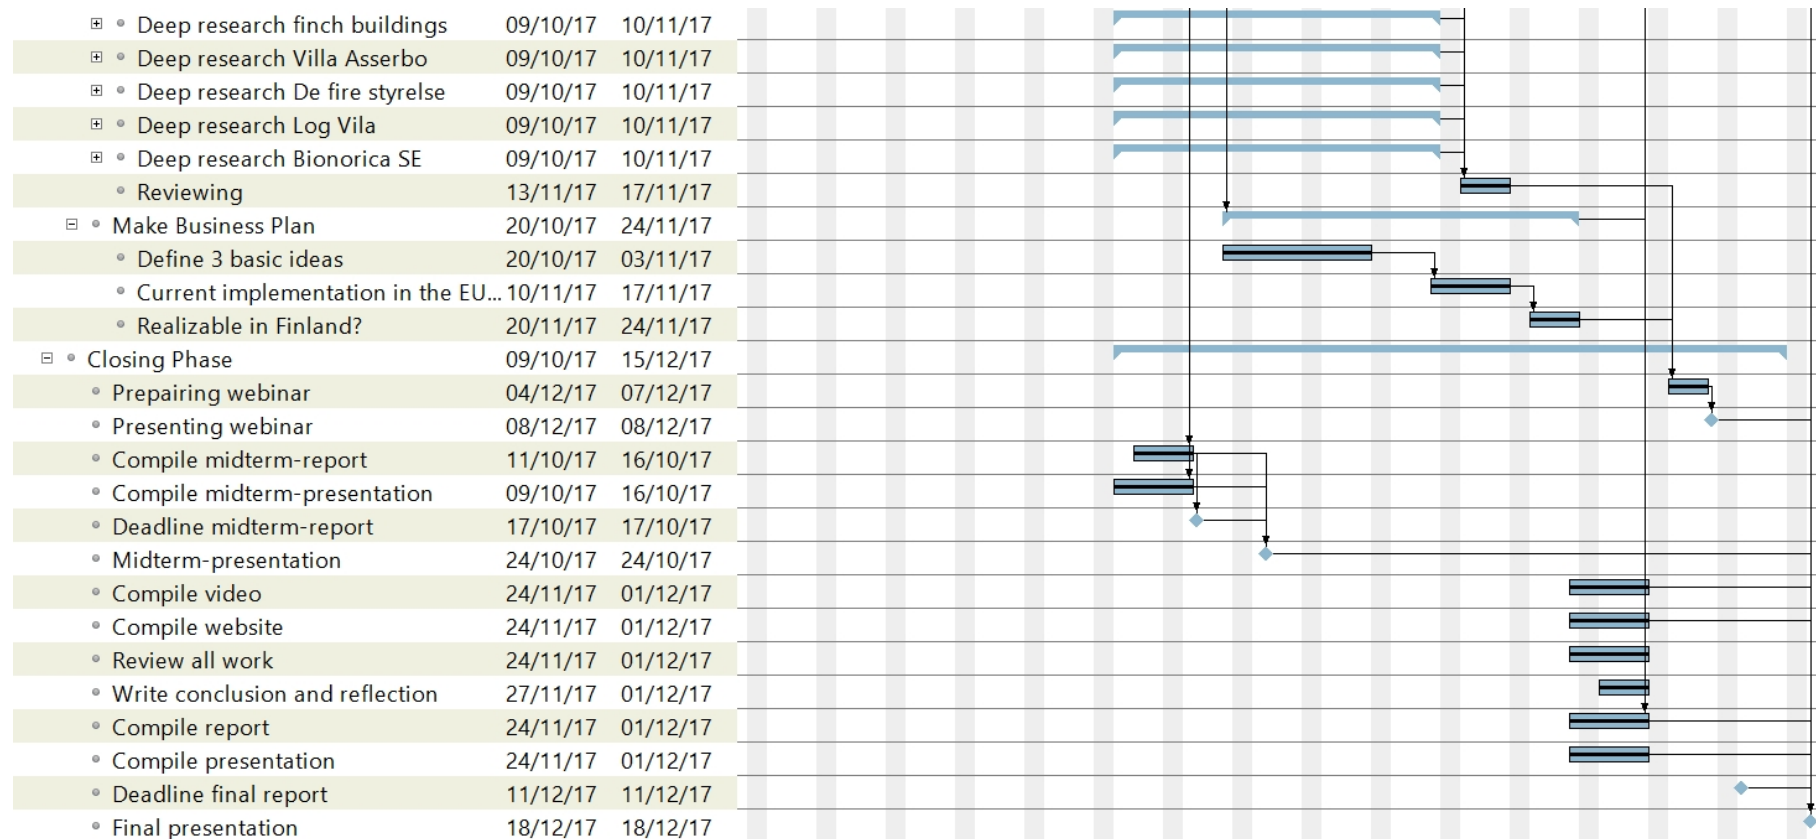 Deep research finch buildings 09/10/17 10/11/17
Deep research Villa Asserbo 09/10/17 10/11/17
Deep research De fire styrelse 09/10/17 10/11/17
Deep research Log Vila 09/10/17 10/11/17
Deep research Bionorica SE 09/10/17 10/11/17
Reviewing 13/11/17 17/11/17
Make Business Plan 20/10/17 24/11/17
Define 3 basic ideas 20/10/17 03/11/17
Current implementation in the EU... 10/11/17 17/11/17
Realizable in Finland? 20/11/17 24/11/17
Closing Phase 09/10/17 15/12/17
Prepairing webinar 04/12/17 07/12/17
Presenting webinar 08/12/17 08/12/17
Compile midterm-report 11/10/17 16/10/17
Compile midterm-presentation 09/10/17 16/10/17
Deadline midterm-report 17/10/17 17/10/17
Midterm-presentation 24/10/17 24/10/17
Compile video 24/11/17 01/12/17
Compile website 24/11/17 01/12/17
Review all work 24/11/17 01/12/17
Write conclusion and reflection 27/11/17 01/12/17
Compile report 24/11/17 01/12/17
Compile presentation 24/11/17 01/12/17
Deadline final report 11/12/17 11/12/17
Final presentation 18/12/17 18/12/17